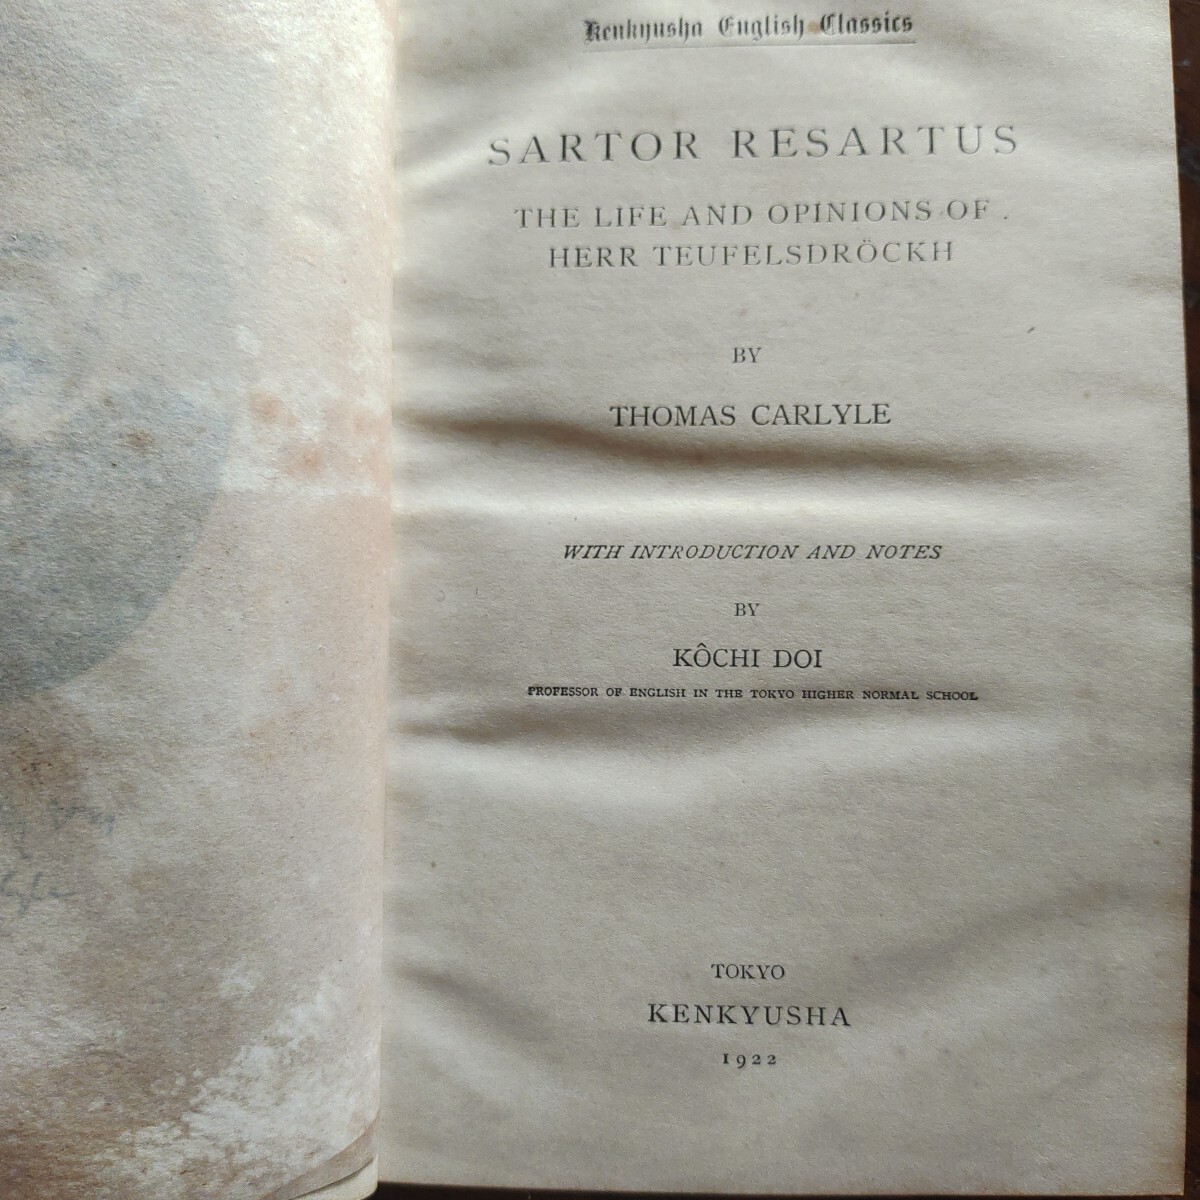 Kenkyusha English Classics
SARTOR RESARTUS
THE LIFE AND OPINIONS OF
HERR TEUFELSDRÖCKH
BY
THOMAS CARLYLE
WITH INTRODUCTION AND NOTES
BY
KÔCHI DOI
PROFESSOR OF ENGLISH IN THE TOKYO HIGHER NORMAL SCHOOL
TOKYO
KENKYUSHA
1922